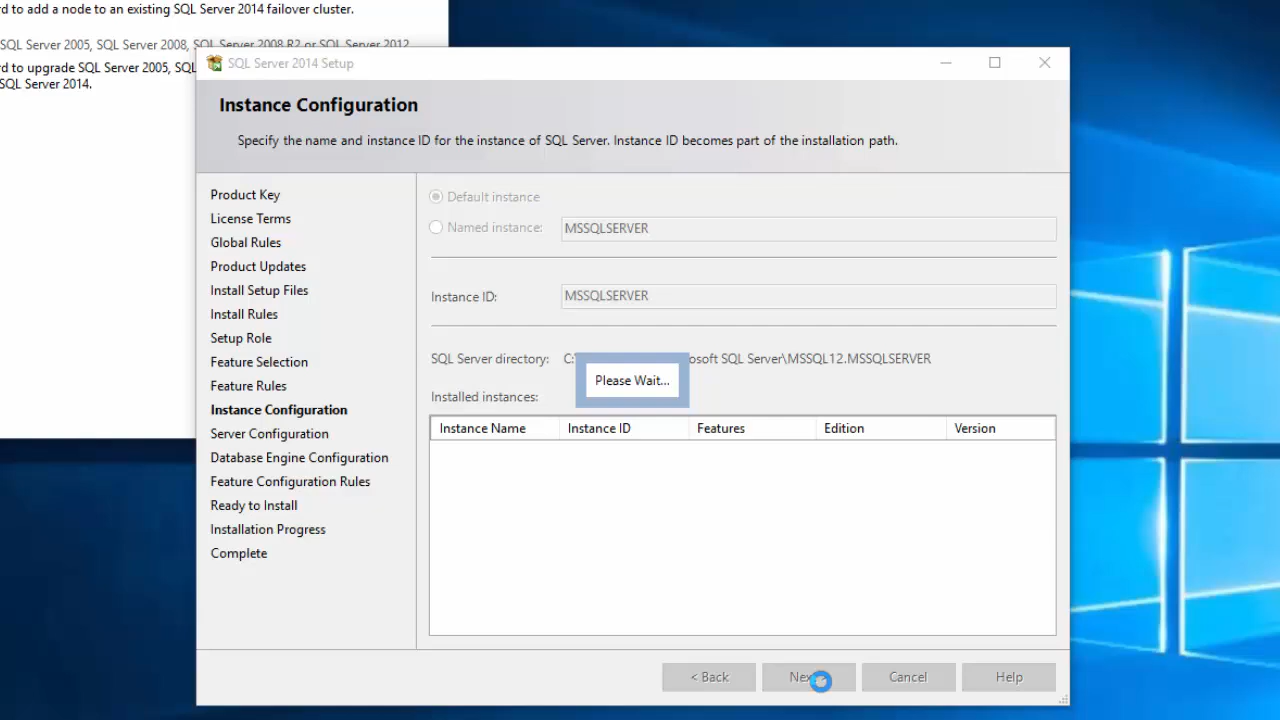 rd to add a node to an existing SQL Server 2014 failover cluster.
SQL Server 2005, SQL Server 2008, SQL Server 2008 R2 or SQL Server 2012
rd to upgrade SQL Server 2005, SQL
SQL Server 2014.
SQL Server 2014 Setup
Instance Configuration
Specify the name and instance ID for the instance of SQL Server. Instance ID becomes part of the installation path.
Product Key
License Terms
Global Rules
Product Updates
Install Setup Files
Install Rules
Setup Role
Feature Selection
Feature Rules
Instance Configuration
Server Configuration
Database Engine Configuration
Feature Configuration Rules
Ready to Install
Installation Progress
Complete
Default instance
Named instance: MSSQLSERVER
Instance ID: MSSQLSERVER
SQL Server directory: C: osoft SQL Server\MSSQL12.MSSQLSERVER
Please Wait...
Installed instances:
Instance Name Instance ID Features Edition Version
< Back Nex Cancel Help